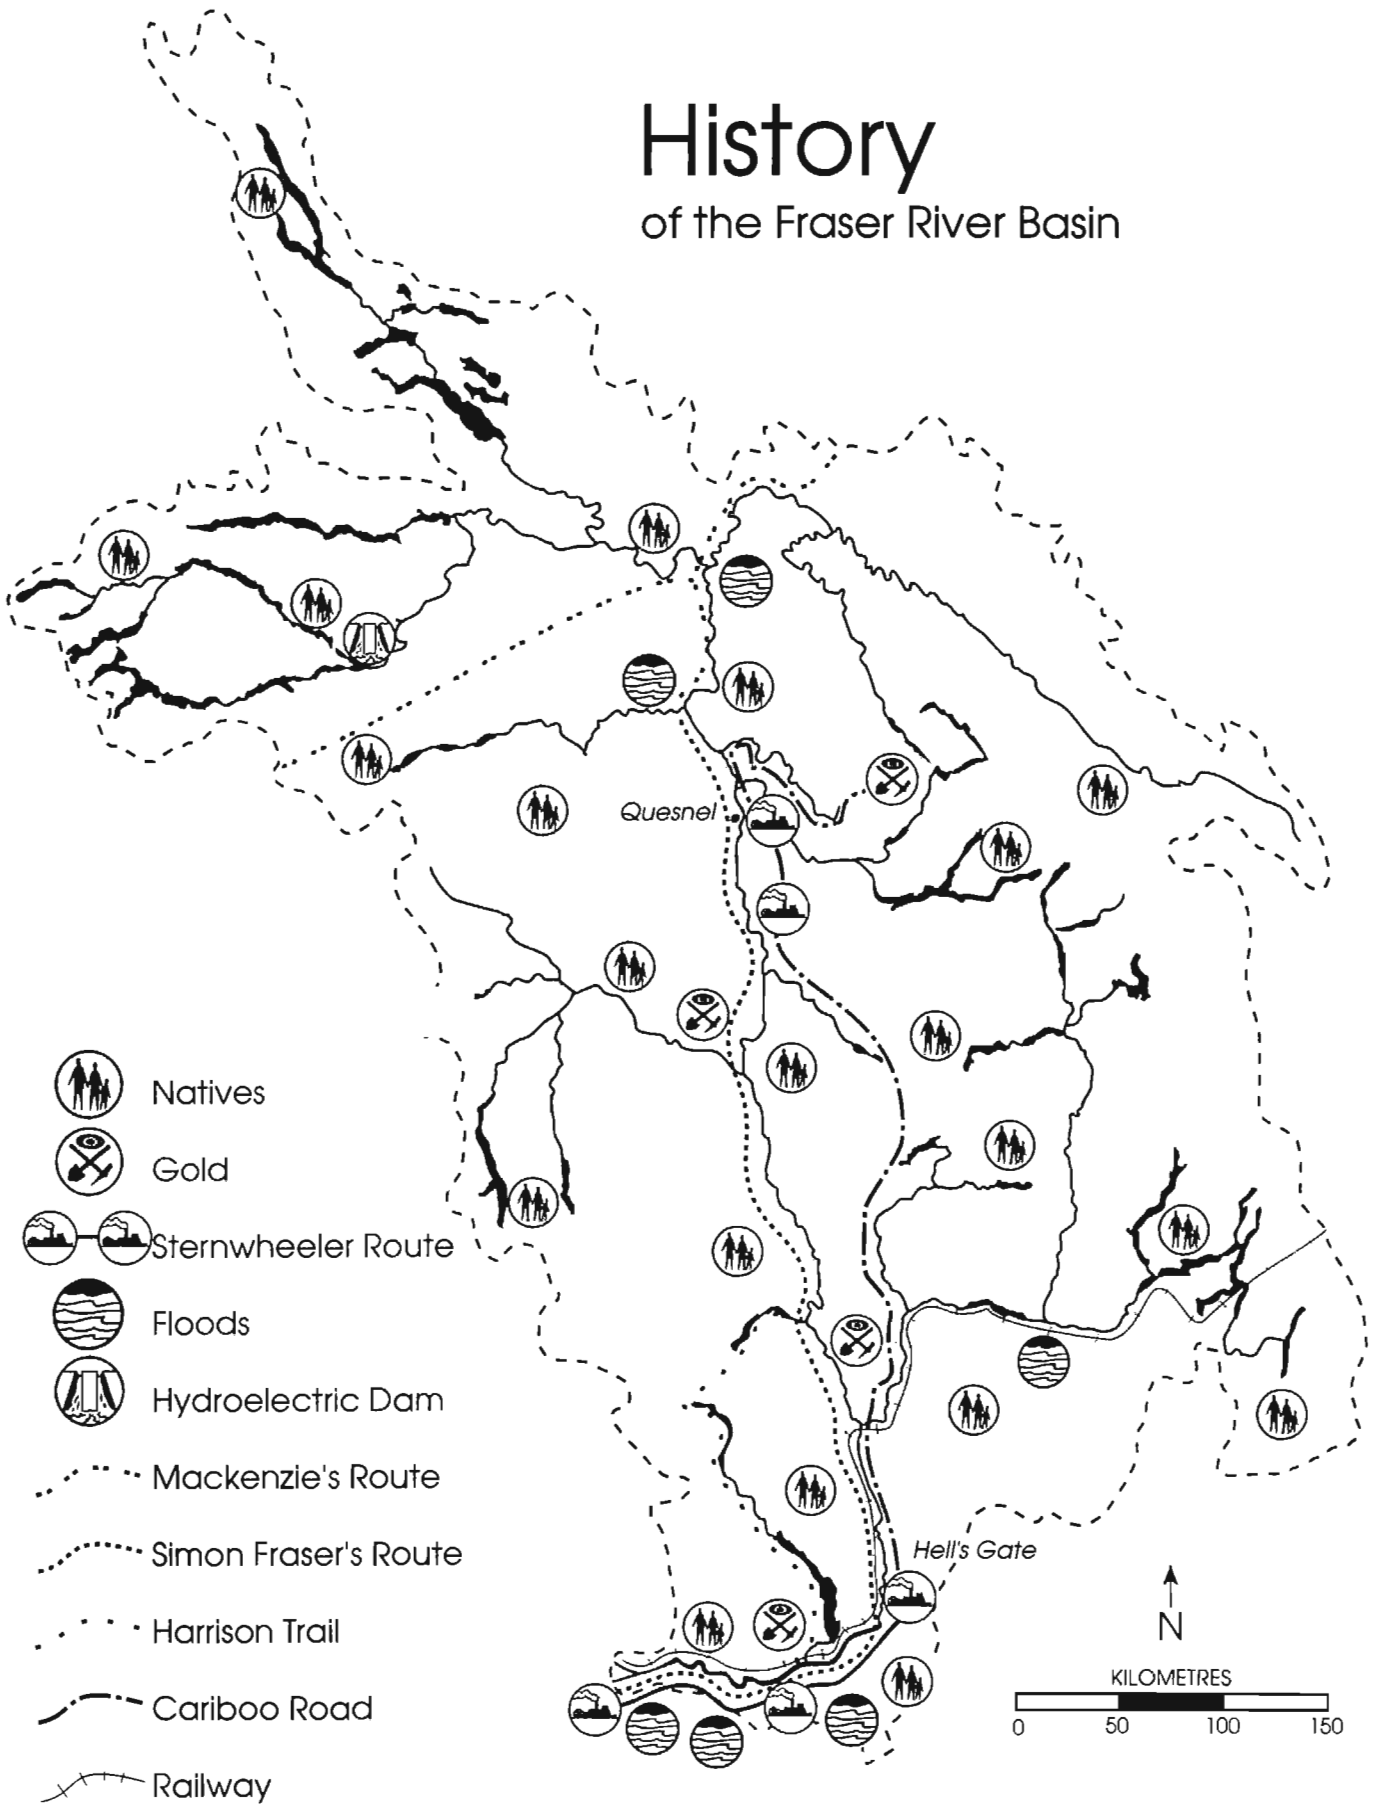 History
of the Fraser River Basin
Quesnel
Natives
Gold
Sternwheeler Route
Floods
Hydroelectric Dam
Mackenzie's Route
Simon Fraser's Route
Harrison Trail
Cariboo Road
Railway
Hell's Gate
N
KILOMETRES
0 50 100 150